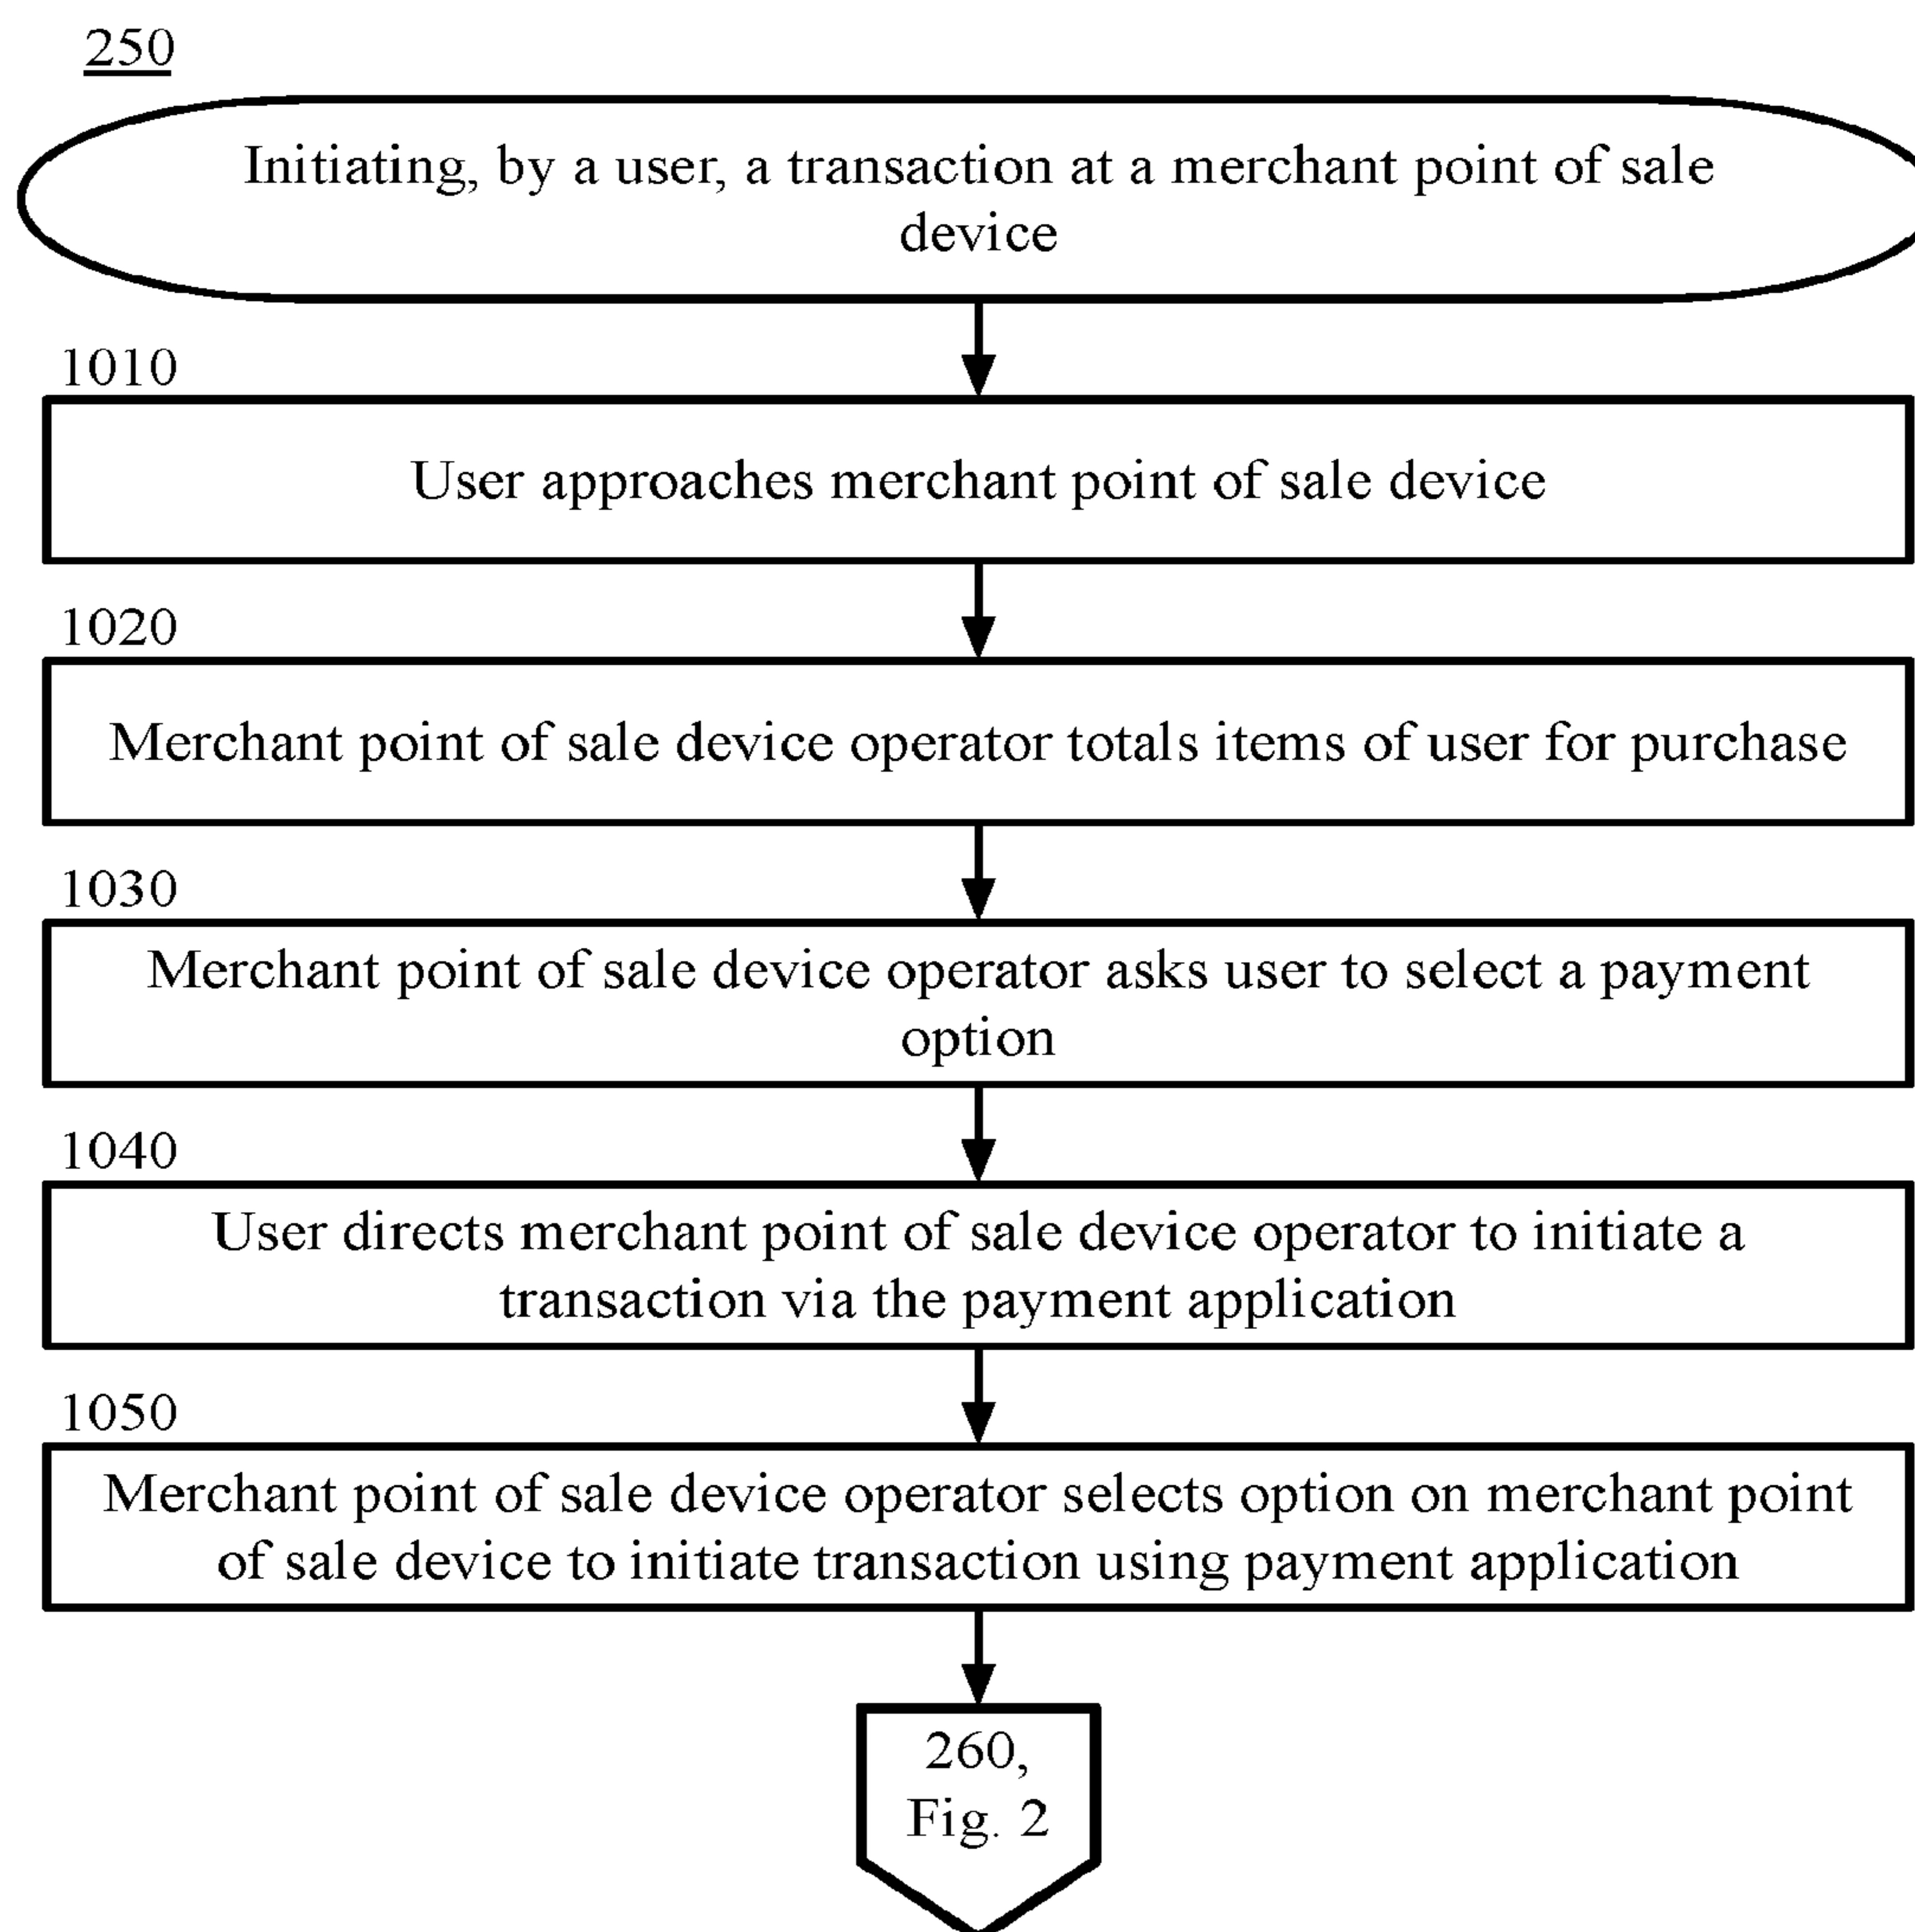 250
Initiating, by a user, a transaction at a merchant point of sale
device
1010
User approaches merchant point of sale device
1020
Merchant point of sale device operator totals items of user for purchase
1030
Merchant point of sale device operator asks user to select a payment
option
1040
User directs merchant point of sale device operator to initiate a
transaction via the payment application
1050
Merchant point of sale device operator selects option on merchant point
of sale device to initiate transaction using payment application
260,
Fig. 2